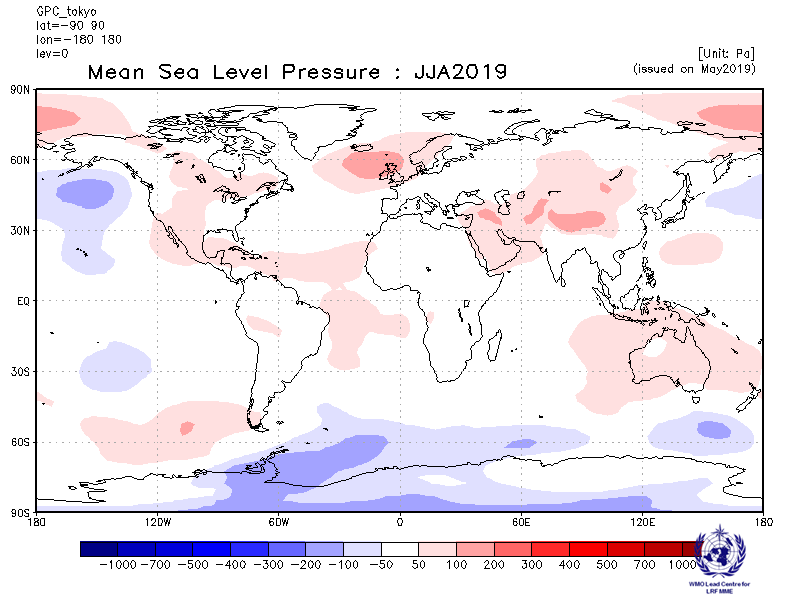 GPC_tokyo
lat=-90 90
lon=-180 180
lev=0
[Unit: Pa]
Mean Sea Level Pressure : JJA2019
(issued on May2019)
90N
60N
30N
EQ
30S
60S
90S
180 120W 60W 0 60E 120E 180
-1000 -700 -500 -400 -300 -200 -100 -50 50 100 200 300 400 500 700 1000
WMO Lead Centre for
LRF MME